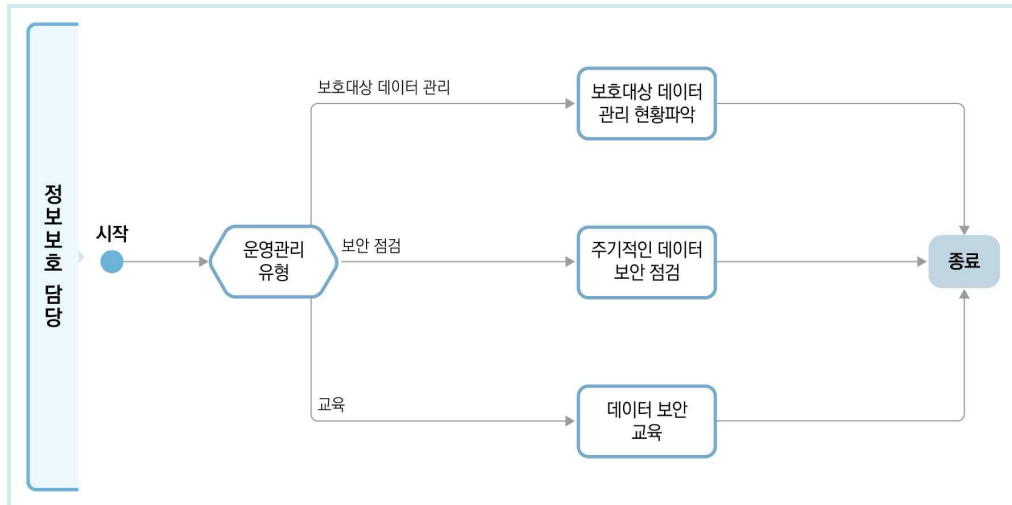 정보보호 담당
시작
운영관리
유형
보호대상 데이터 관리
보호대상 데이터
관리 현황파악
보안 점검
주기적인 데이터
보안 점검
교육
데이터 보안
교육
종료